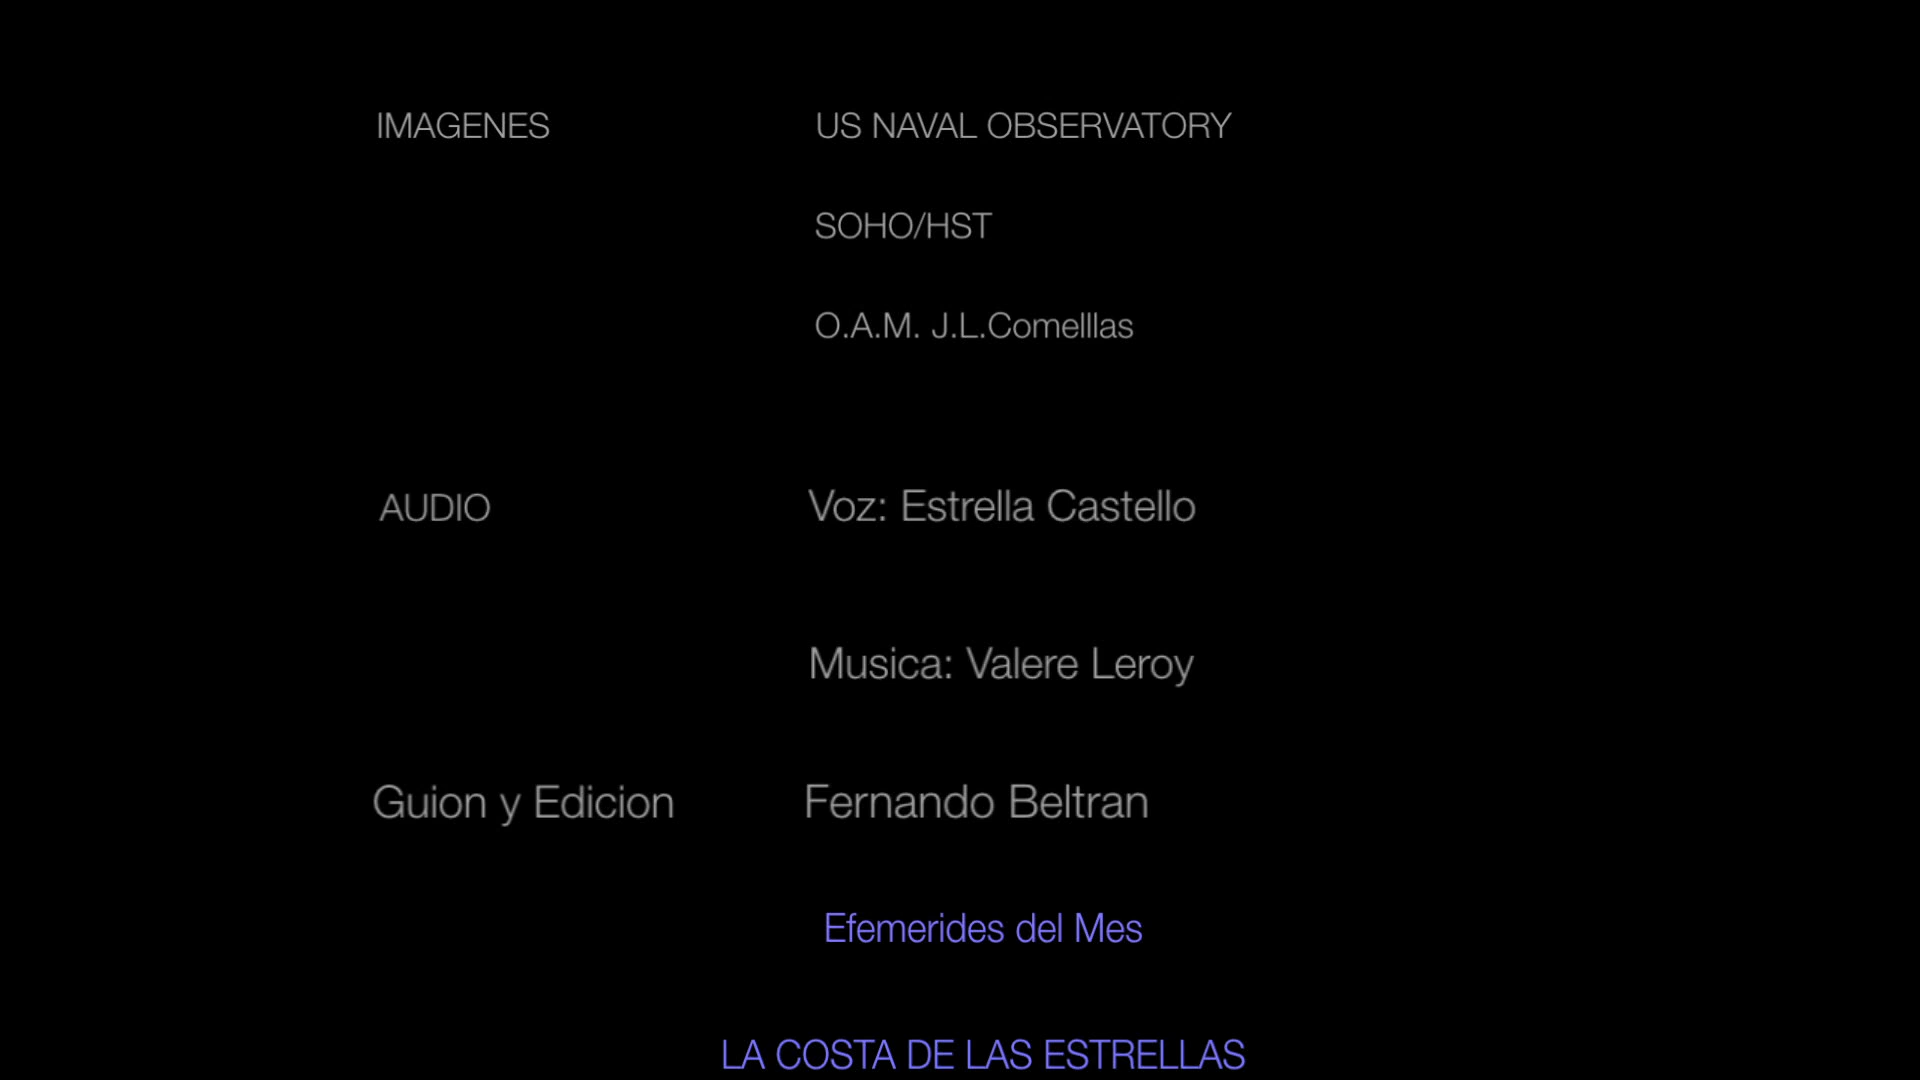 IMAGENES US NAVAL OBSERVATORY
SOHO/HST
O.A.M. J.L.Comelllas
AUDIO Voz: Estrella Castello
Musica: Valere Leroy
Guion y Edicion Fernando Beltran
Efemerides del Mes
LA COSTA DE LAS ESTRELLAS